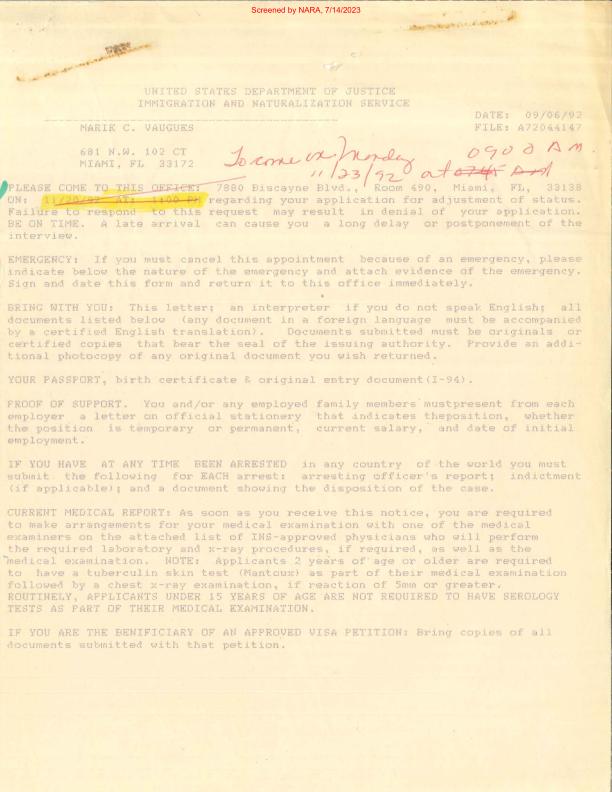 Screened by NARA, 7/14/2023
UNITED STATES DEPARTMENT OF JUSTICE
IMMIGRATION AND NATURALIZATION SERVICE
DATE: 09/06/92
MARIE C. VAUGUES
FILE: A72044147
681 N.W. 102 CT
MIAMI, FL 33172
To come on Monday 0900 AM
11/23/92 at 0745 And
PLEASE COME TO THIS OFFICE: 7880 Biscayne Blvd., Room 690, Miami, FL, 33138
ON: 11/20/92 AT: 1:00 PM regarding your application for adjustment of status.
Failure to respond to this request may result in denial of your application.
BE ON TIME. A late arrival can cause you a long delay or postponement of the
interview.
EMERGENCY: If you must cancel this appointment because of an emergency, please
indicate below the nature of the emergency and attach evidence of the emergency.
Sign and date this form and return it to this office immediately.
BRING WITH YOU: This letter; an interpreter if you do not speak English; all
documents listed below (any document in a foreign language must be accompanied
by a certified English translation). Documents submitted must be originals or
certified copies that bear the seal of the issuing authority. Provide an addi-
tional photocopy of any original document you wish returned.
YOUR PASSPORT, birth certificate & original entry document(I-94).
PROOF OF SUPPORT. You and/or any employed family members mustpresent from each
employer a letter on official stationery that indicates theposition, whether
the position is temporary or permanent, current salary, and date of initial
employment.
IF YOU HAVE AT ANY TIME BEEN ARRESTED in any country of the world you must
submit the following for EACH arrest: arresting officer's report; indictment
(if applicable); and a document showing the disposition of the case.
CURRENT MEDICAL REPORT: As soon as you receive this notice, you are required
to make arrangements for your medical examination with one of the medical
examiners on the attached list of INS-approved physicians who will perform
the required laboratory and x-ray procedures, if required, as well as the
medical examination. NOTE: Applicants 2 years of age or older are required
to have a tuberculin skin test (Mantoux) as part of their medical examination
followed by a chest x-ray examination, if reaction of 5mm or greater.
ROUTINELY, APPLICANTS UNDER 15 YEARS OF AGE ARE NOT REQUIRED TO HAVE SEROLOGY
TESTS AS PART OF THEIR MEDICAL EXAMINATION.
IF YOU ARE THE BENIFICIARY OF AN APPROVED VISA PETITION: Bring copies of all
documents submitted with that petition.